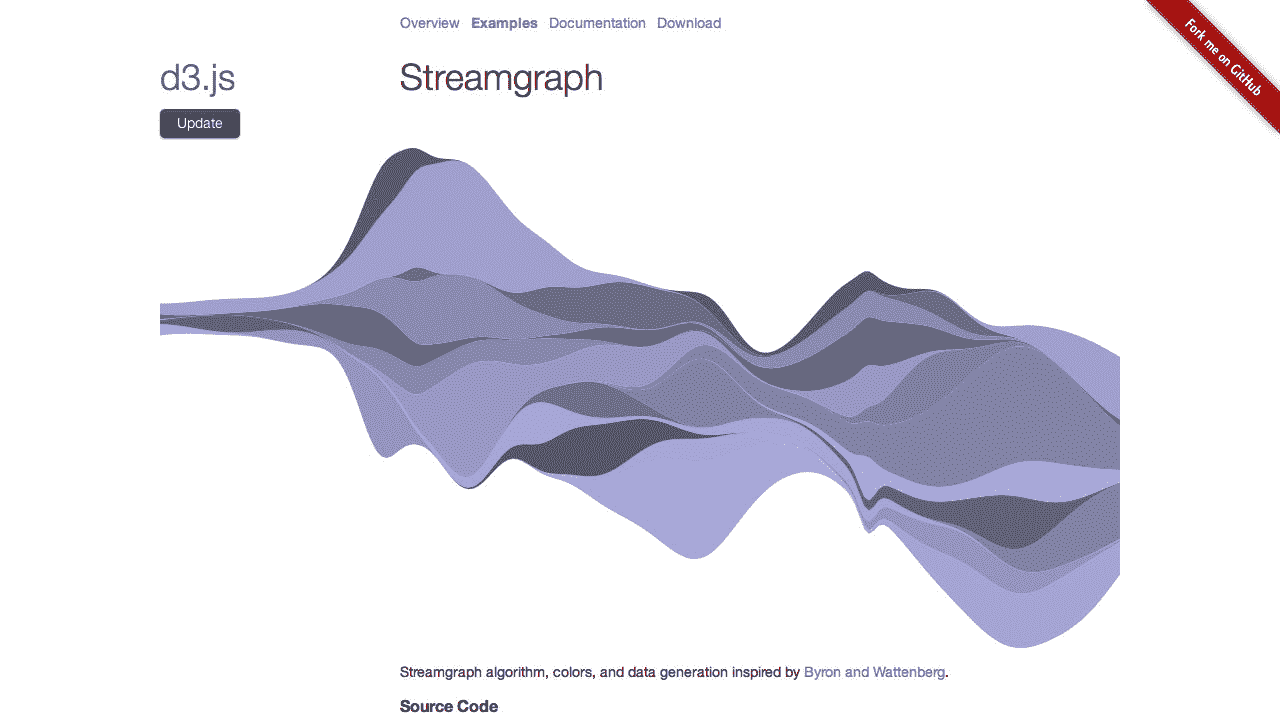 Overview Examples Documentation Download
Fork me on GitHub
d3.js
Streamgraph
Update
Streamgraph algorithm, colors, and data generation inspired by Byron and Wattenberg.
Source Code